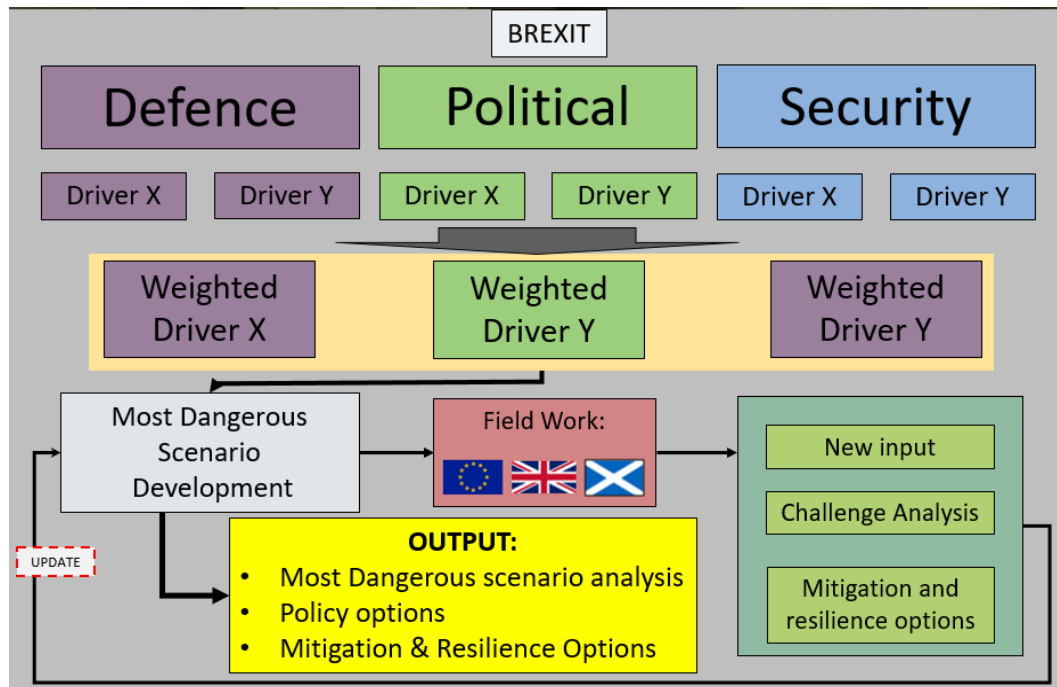 BREXIT
Defence
Political
Security
Driver X
Driver Y
Driver X
Driver Y
Driver X
Driver Y
Weighted
Driver X
Weighted
Driver Y
Weighted
Driver Y
Most Dangerous
Scenario
Development
Field Work:
New input
Challenge Analysis
Mitigation and
resilience options
UPDATE
OUTPUT:
• Most Dangerous scenario analysis
• Policy options
• Mitigation & Resilience Options